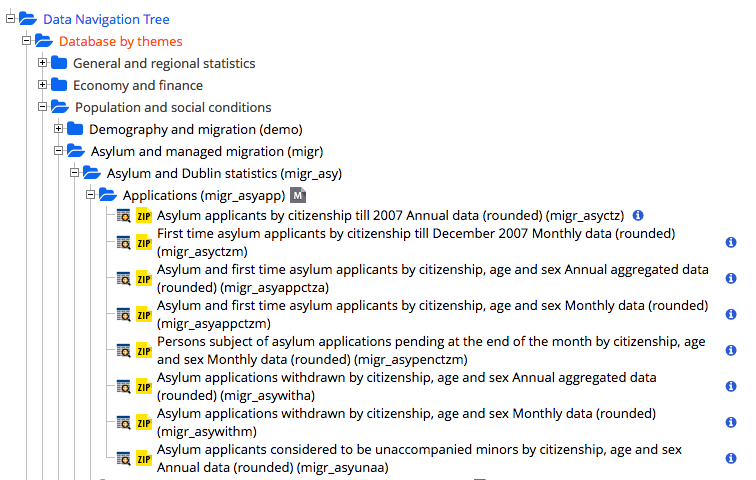 Data Navigation Tree
Database by themes
General and regional statistics
Economy and finance
Population and social conditions
Demography and migration (demo)
Asylum and managed migration (migr)
Asylum and Dublin statistics (migr_asy)
Applications (migr_asyapp) M
ZIP Asylum applicants by citizenship till 2007 Annual data (rounded) (migr_asyctz) i
ZIP First time asylum applicants by citizenship till December 2007 Monthly data (rounded) i
(migr_asyctzm)
ZIP Asylum and first time asylum applicants by citizenship, age and sex Annual aggregated data i
(rounded) (migr_asyappctza)
ZIP Asylum and first time asylum applicants by citizenship, age and sex Monthly data (rounded) i
(migr_asyappctzm)
ZIP Persons subject of asylum applications pending at the end of the month by citizenship, age i
and sex Monthly data (rounded) (migr_asypenctzm)
ZIP Asylum applications withdrawn by citizenship, age and sex Annual aggregated data i
(rounded) (migr_asywitha)
ZIP Asylum applications withdrawn by citizenship, age and sex Monthly data (rounded) i
(migr_asywithm)
ZIP Asylum applicants considered to be unaccompanied minors by citizenship, age and sex i
Annual data (rounded) (migr_asyunaa)